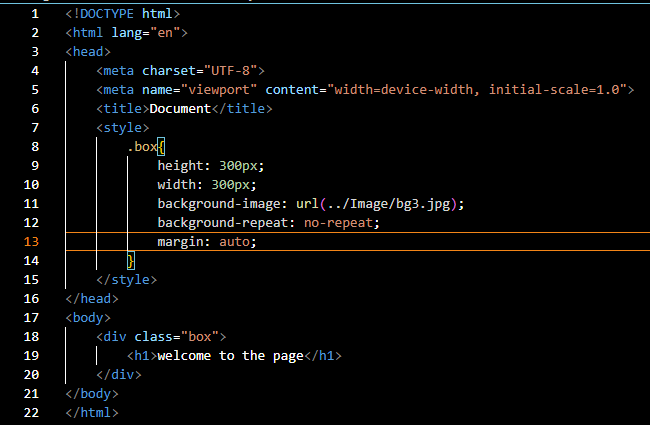 1 <!DOCTYPE html>
2 <html lang="en">
3 <head>
4 <meta charset="UTF-8">
5 <meta name="viewport" content="width=device-width, initial-scale=1.0">
6 <title>Document</title>
7 <style>
8 .box{
9 height: 300px;
10 width: 300px;
11 background-image: url(../Image/bg3.jpg);
12 background-repeat: no-repeat;
13 margin: auto;
14 }
15 </style>
16 </head>
17 <body>
18 <div class="box">
19 <h1>welcome to the page</h1>
20 </div>
21 </body>
22 </html>